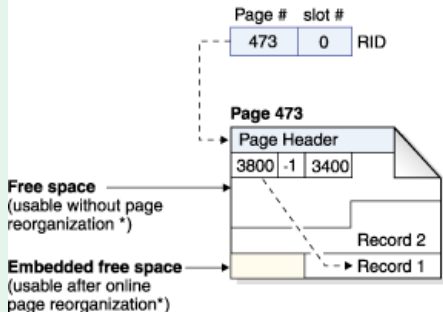 Page # slot #
473 0 RID
Page 473
Page Header
3800 -1 3400
Free space
(usable without page
reorganization *)
Record 2
Embedded free space
Record 1
(usable after online
page reorganization*)